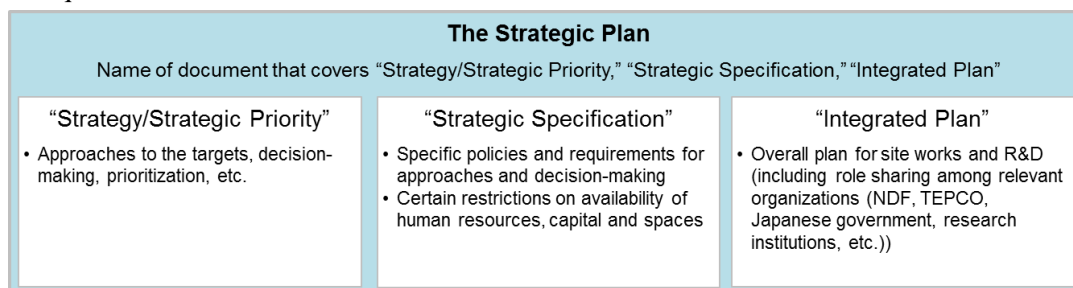 The Strategic Plan
Name of document that covers “Strategy/Strategic Priority,” “Strategic Specification,” “Integrated Plan”
“Strategy/Strategic Priority”
• Approaches to the targets, decision-
making, prioritization, etc.
“Strategic Specification”
• Specific policies and requirements for
approaches and decision-making
• Certain restrictions on availability of
human resources, capital and spaces
“Integrated Plan”
• Overall plan for site works and R&D
(including role sharing among relevant
organizations (NDF, TEPCO,
Japanese government, research
institutions, etc.))